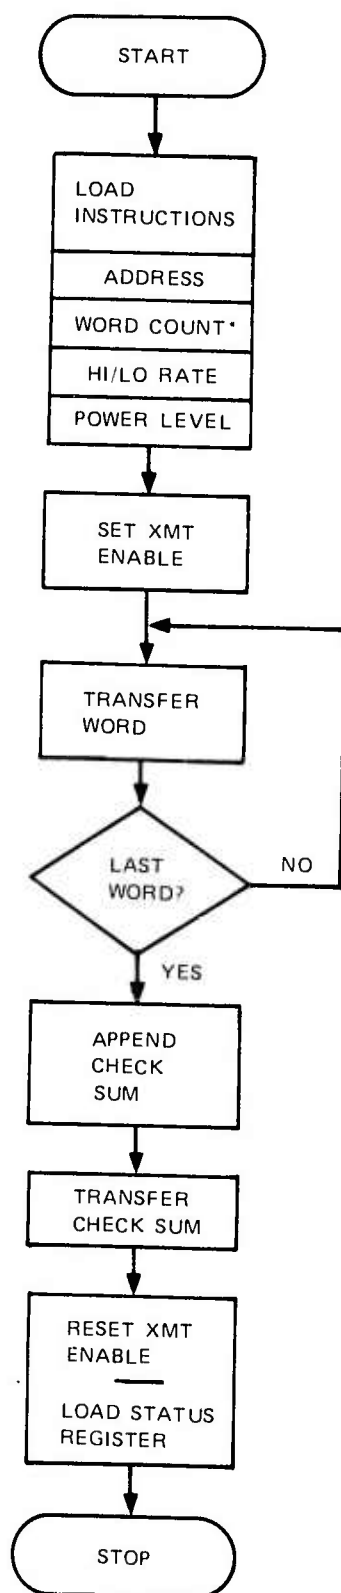 START
LOAD
INSTRUCTIONS
ADDRESS
WORD COUNT*
HI/LO RATE
POWER LEVEL
SET XMT
ENABLE
TRANSFER
WORD
LAST
WORD?
NO
YES
APPEND
CHECK
SUM
TRANSFER
CHECK SUM
RESET XMT
ENABLE
LOAD STATUS
REGISTER
STOP